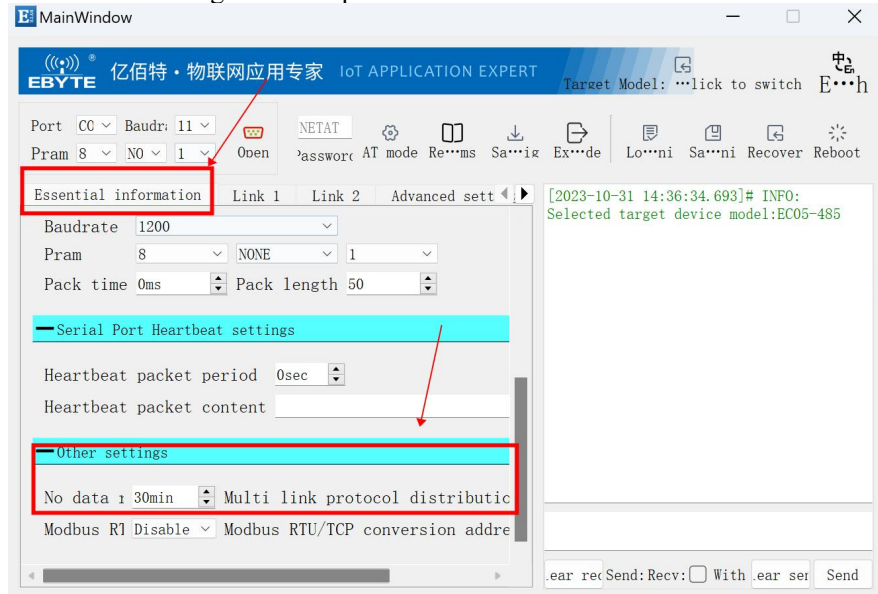 MainWindow
EBYTE ® 亿佰特・物联网应用专家 IoT APPLICATION EXPERT
Target Model: …lick to switch E…h
中 En
Port CO Baudr: 11 NETAT
Pram 8 NO 1 Open AT mode Re…ms Sa…ig Ex…de Lo…ni Sa…ni Recover Reboot
Essential information Link 1 Link 2 Advanced sett
Baudrate 1200
Pram 8 NONE 1
Pack time 0ms Pack length 50
Serial Port Heartbeat settings
Heartbeat packet period 0sec
Heartbeat packet content
Other settings
No data 30min Multi link protocol distributic
Modbus RT Disable Modbus RTU/TCP conversion addre
[2023-10-31 14:36:34.693]# INFO:
Selected target device model:EC05-485
.ear rec Send: Recv: With .ear ser Send